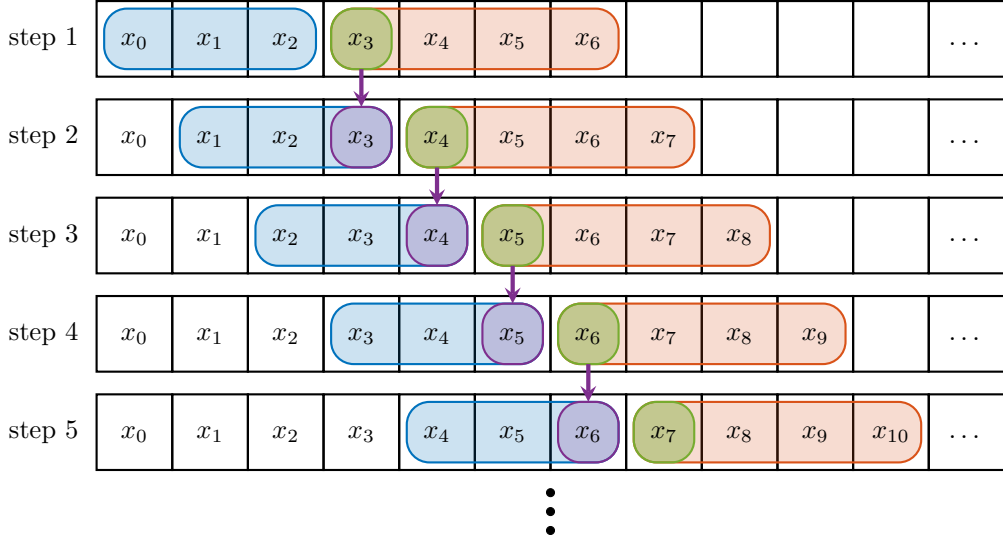 step 1 x₀ x₁ x₂ x₃ x₄ x₅ x₆ ...
step 2 x₀ x₁ x₂ x₃ x₄ x₅ x₆ x₇ ...
step 3 x₀ x₁ x₂ x₃ x₄ x₅ x₆ x₇ x₈ ...
step 4 x₀ x₁ x₂ x₃ x₄ x₅ x₆ x₇ x₈ x₉ ...
step 5 x₀ x₁ x₂ x₃ x₄ x₅ x₆ x₇ x₈ x₉ x₁₀ ...